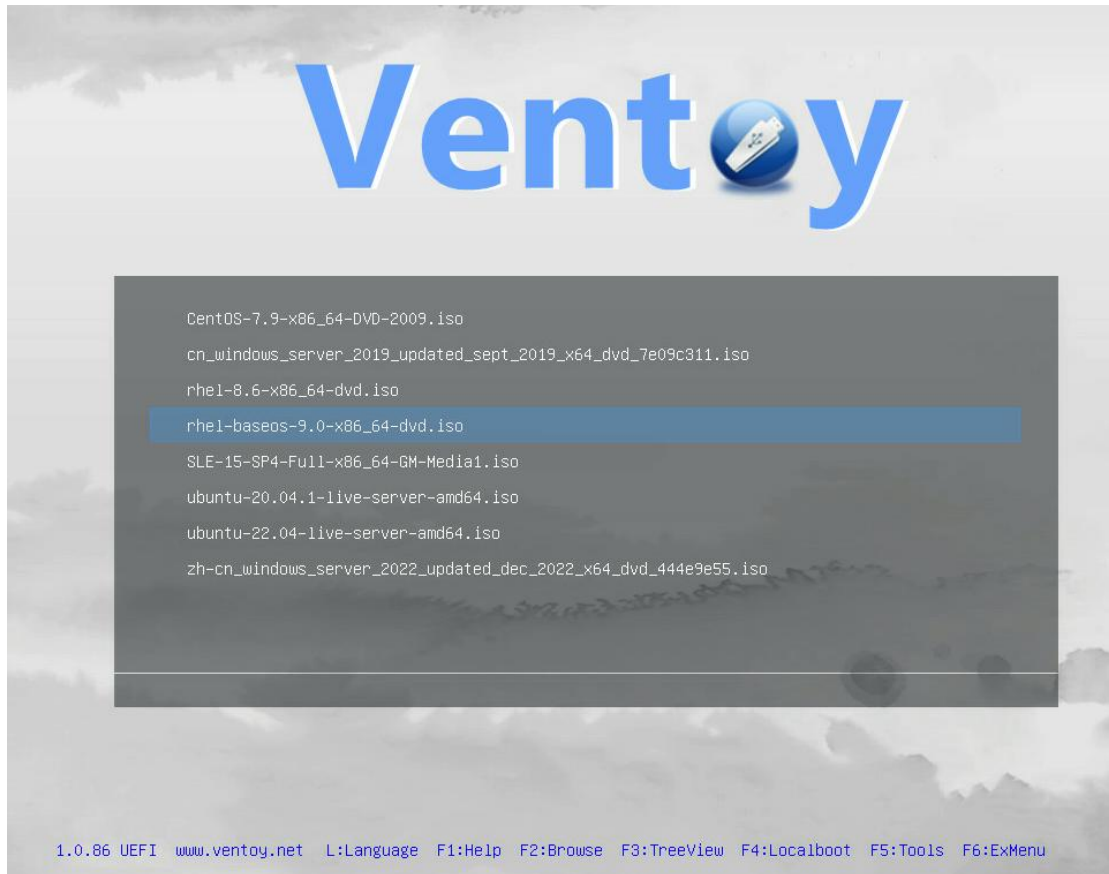 Ventoy
CentOS-7.9-x86_64-DVD-2009.iso
cn_windows_server_2019_updated_sept_2019_x64_dvd_7e09c311.iso
rhel-8.6-x86_64-dvd.iso
rhel-baseos-9.0-x86_64-dvd.iso
SLE-15-SP4-Full-x86_64-GM-Media1.iso
ubuntu-20.04.1-live-server-amd64.iso
ubuntu-22.04-live-server-amd64.iso
zh-cn_windows_server_2022_updated_dec_2022_x64_dvd_444e9e55.iso
1.0.86 UEFI www.ventoy.net L:Language F1:Help F2:Browse F3:TreeView F4:Localboot F5:Tools F6:ExMenu